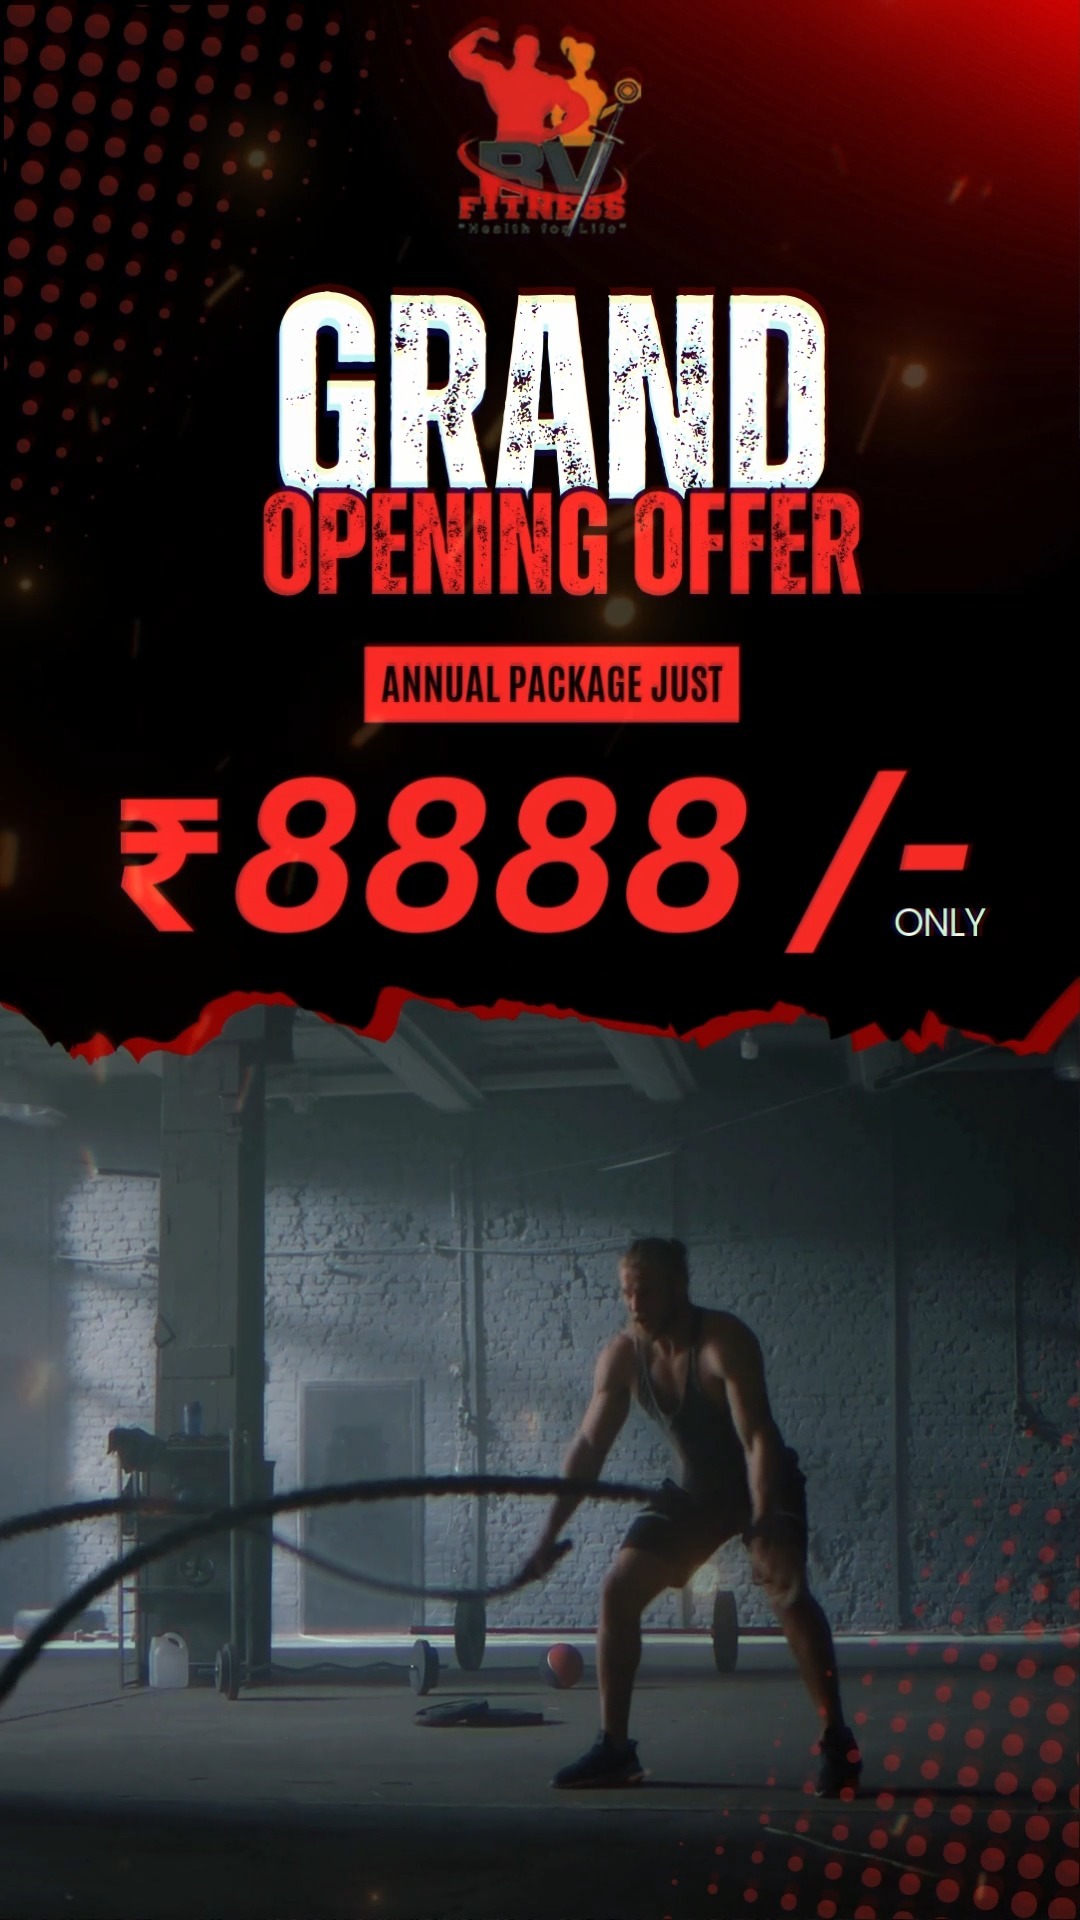 RV
FITNESS
"Health for Life"
GRAND
OPENING OFFER
ANNUAL PACKAGE JUST
₹8888 /-
ONLY